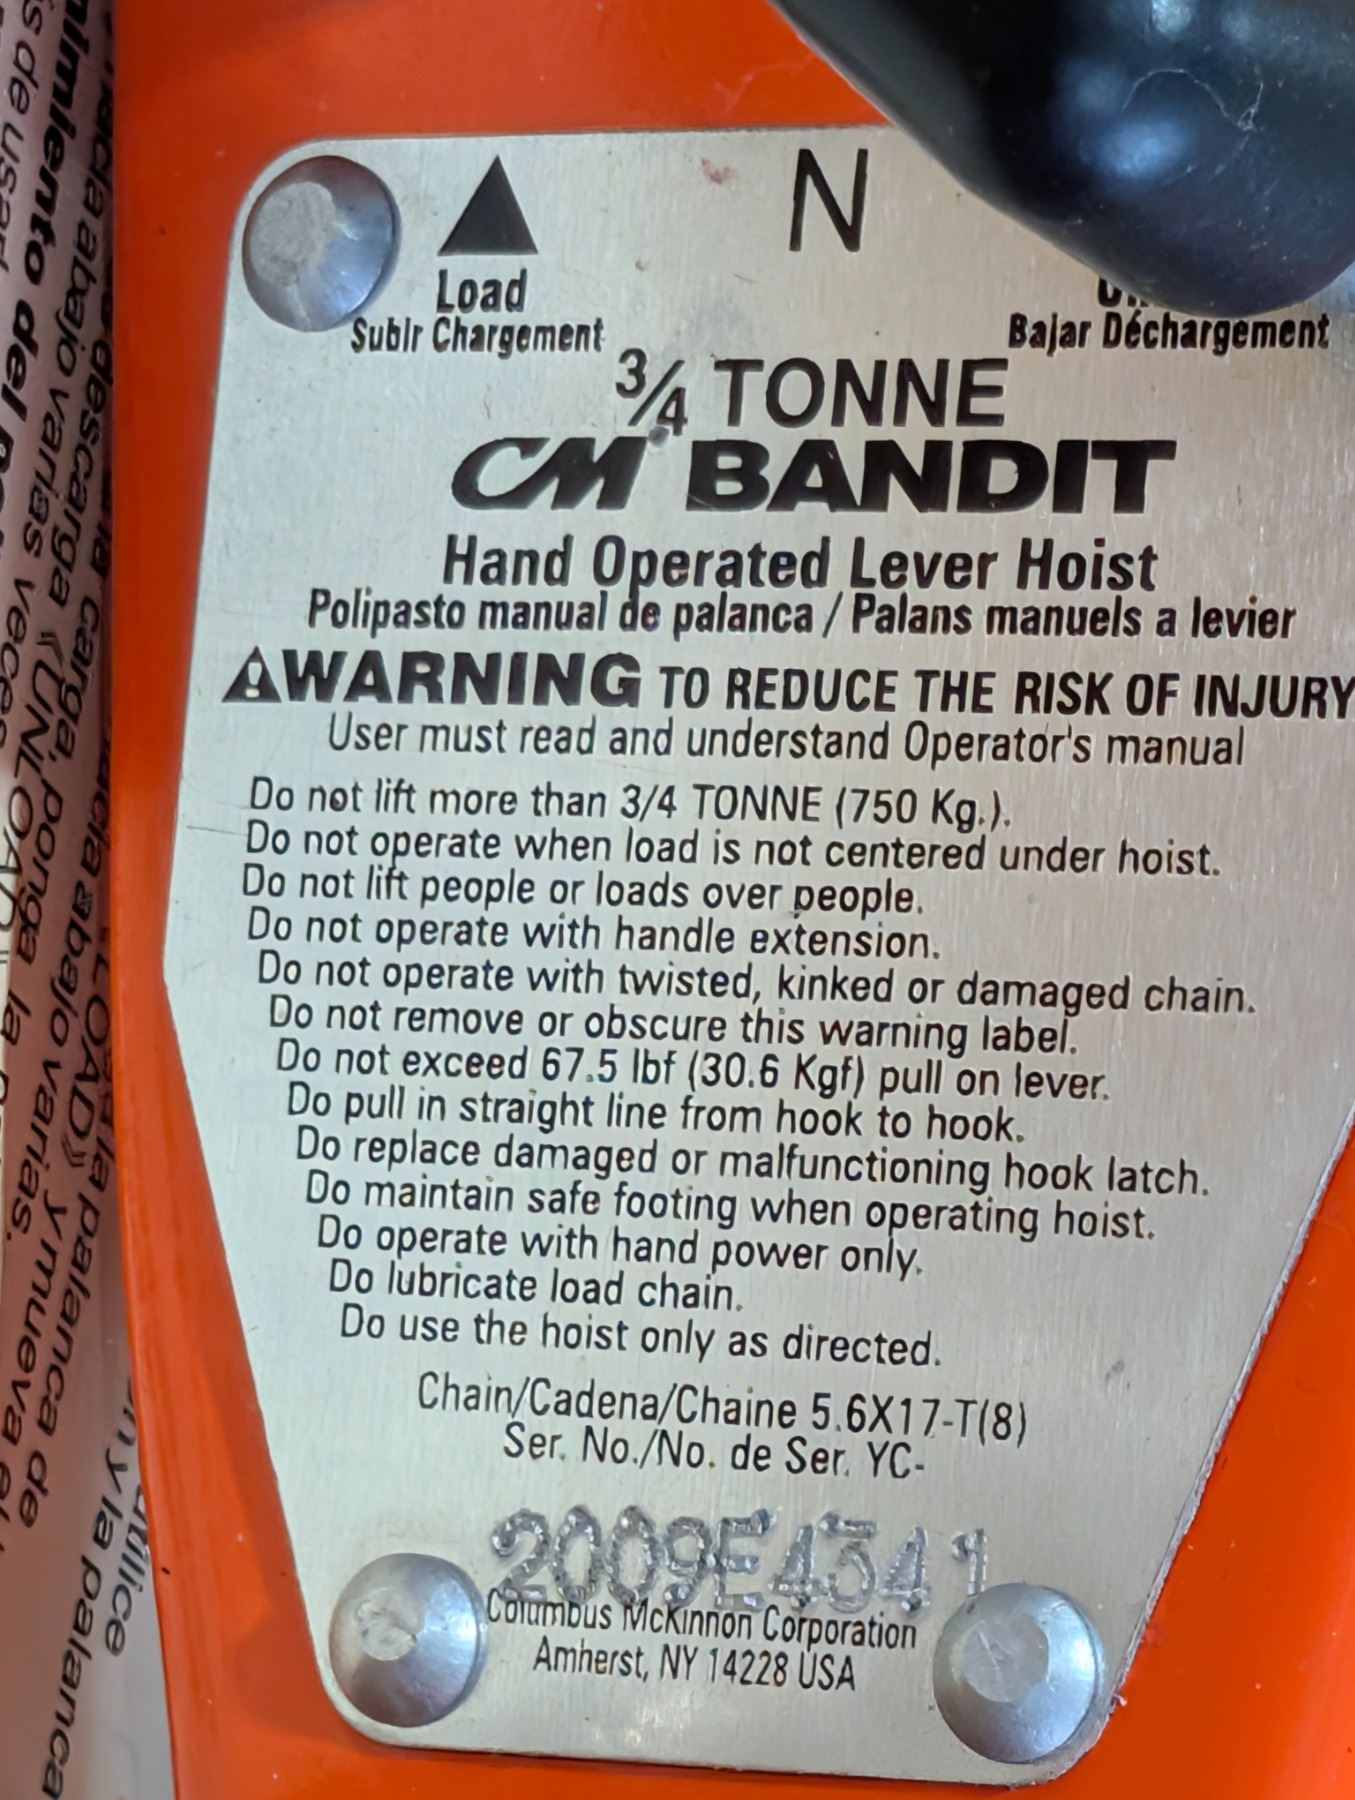 N
Load
Subir Chargement
Bajar Déchargement
3/4 TONNE
CM BANDIT
Hand Operated Lever Hoist
Polipasto manual de palanca / Palans manuels a levier
WARNING TO REDUCE THE RISK OF INJURY
User must read and understand Operator's manual
Do not lift more than 3/4 TONNE (750 Kg.).
Do not operate when load is not centered under hoist.
Do not lift people or loads over people.
Do not operate with handle extension.
Do not operate with twisted, kinked or damaged chain.
Do not remove or obscure this warning label.
Do not exceed 67.5 lbf (30.6 Kgf) pull on lever.
Do pull in straight line from hook to hook.
Do replace damaged or malfunctioning hook latch.
Do maintain safe footing when operating hoist.
Do operate with hand power only.
Do lubricate load chain.
Do use the hoist only as directed.
Chain/Cadena/Chaine 5.6X17-T(8)
Ser. No./No. de Ser. YC-
2009E4341
Columbus McKinnon Corporation
Amherst, NY 14228 USA